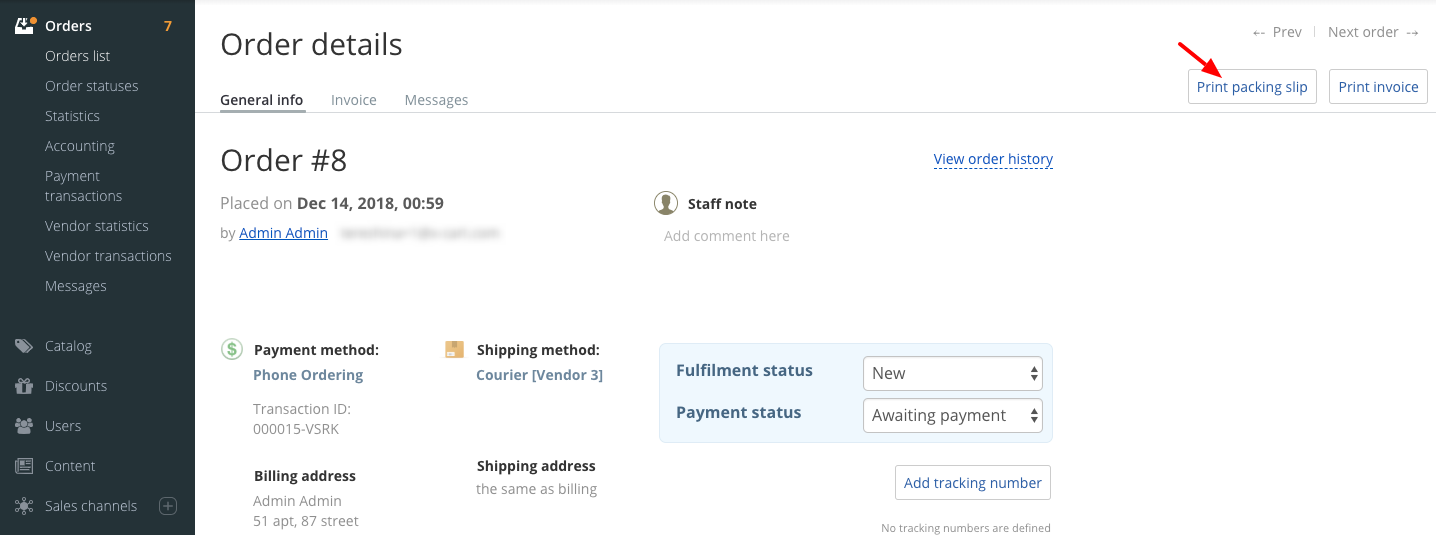 Orders 7
Orders list
Order statuses
Statistics
Accounting
Payment
transactions
Vendor statistics
Vendor transactions
Messages
Catalog
Discounts
Users
Content
Sales channels
Order details
← Prev | Next order →
Print packing slip
Print invoice
General info Invoice Messages
Order #8
View order history
Placed on Dec 14, 2018, 00:59
by Admin Admin
Staff note
Add comment here
Payment method:
Phone Ordering
Transaction ID:
000015-VSRK
Shipping method:
Courier [Vendor 3]
Fulfilment status New
Payment status Awaiting payment
Billing address
Admin Admin
51 apt, 87 street
Shipping address
the same as billing
Add tracking number
No tracking numbers are defined